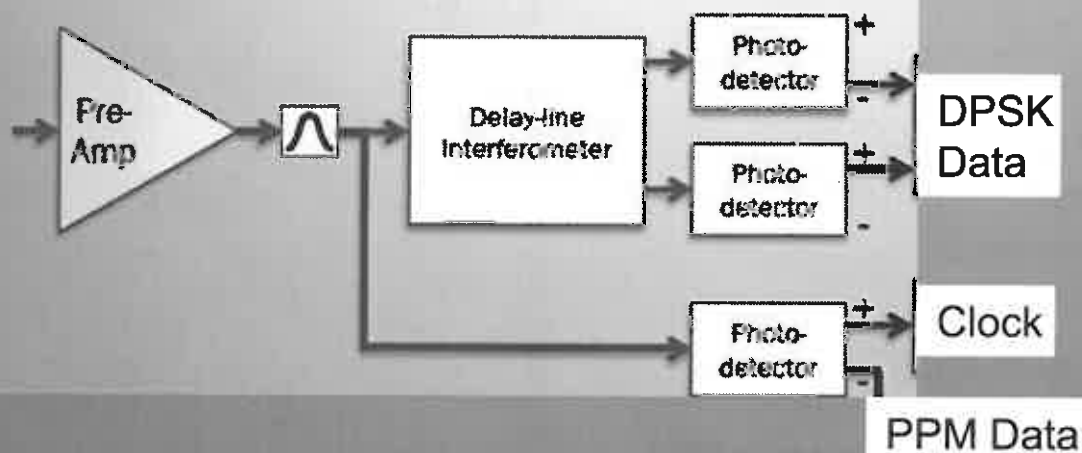 Pre-
Amp
Delay-line
Interferometer
Photo-
detector
+
-
Photo-
detector
+
-
DPSK
Data
Photo-
detector
+
-
Clock
PPM Data